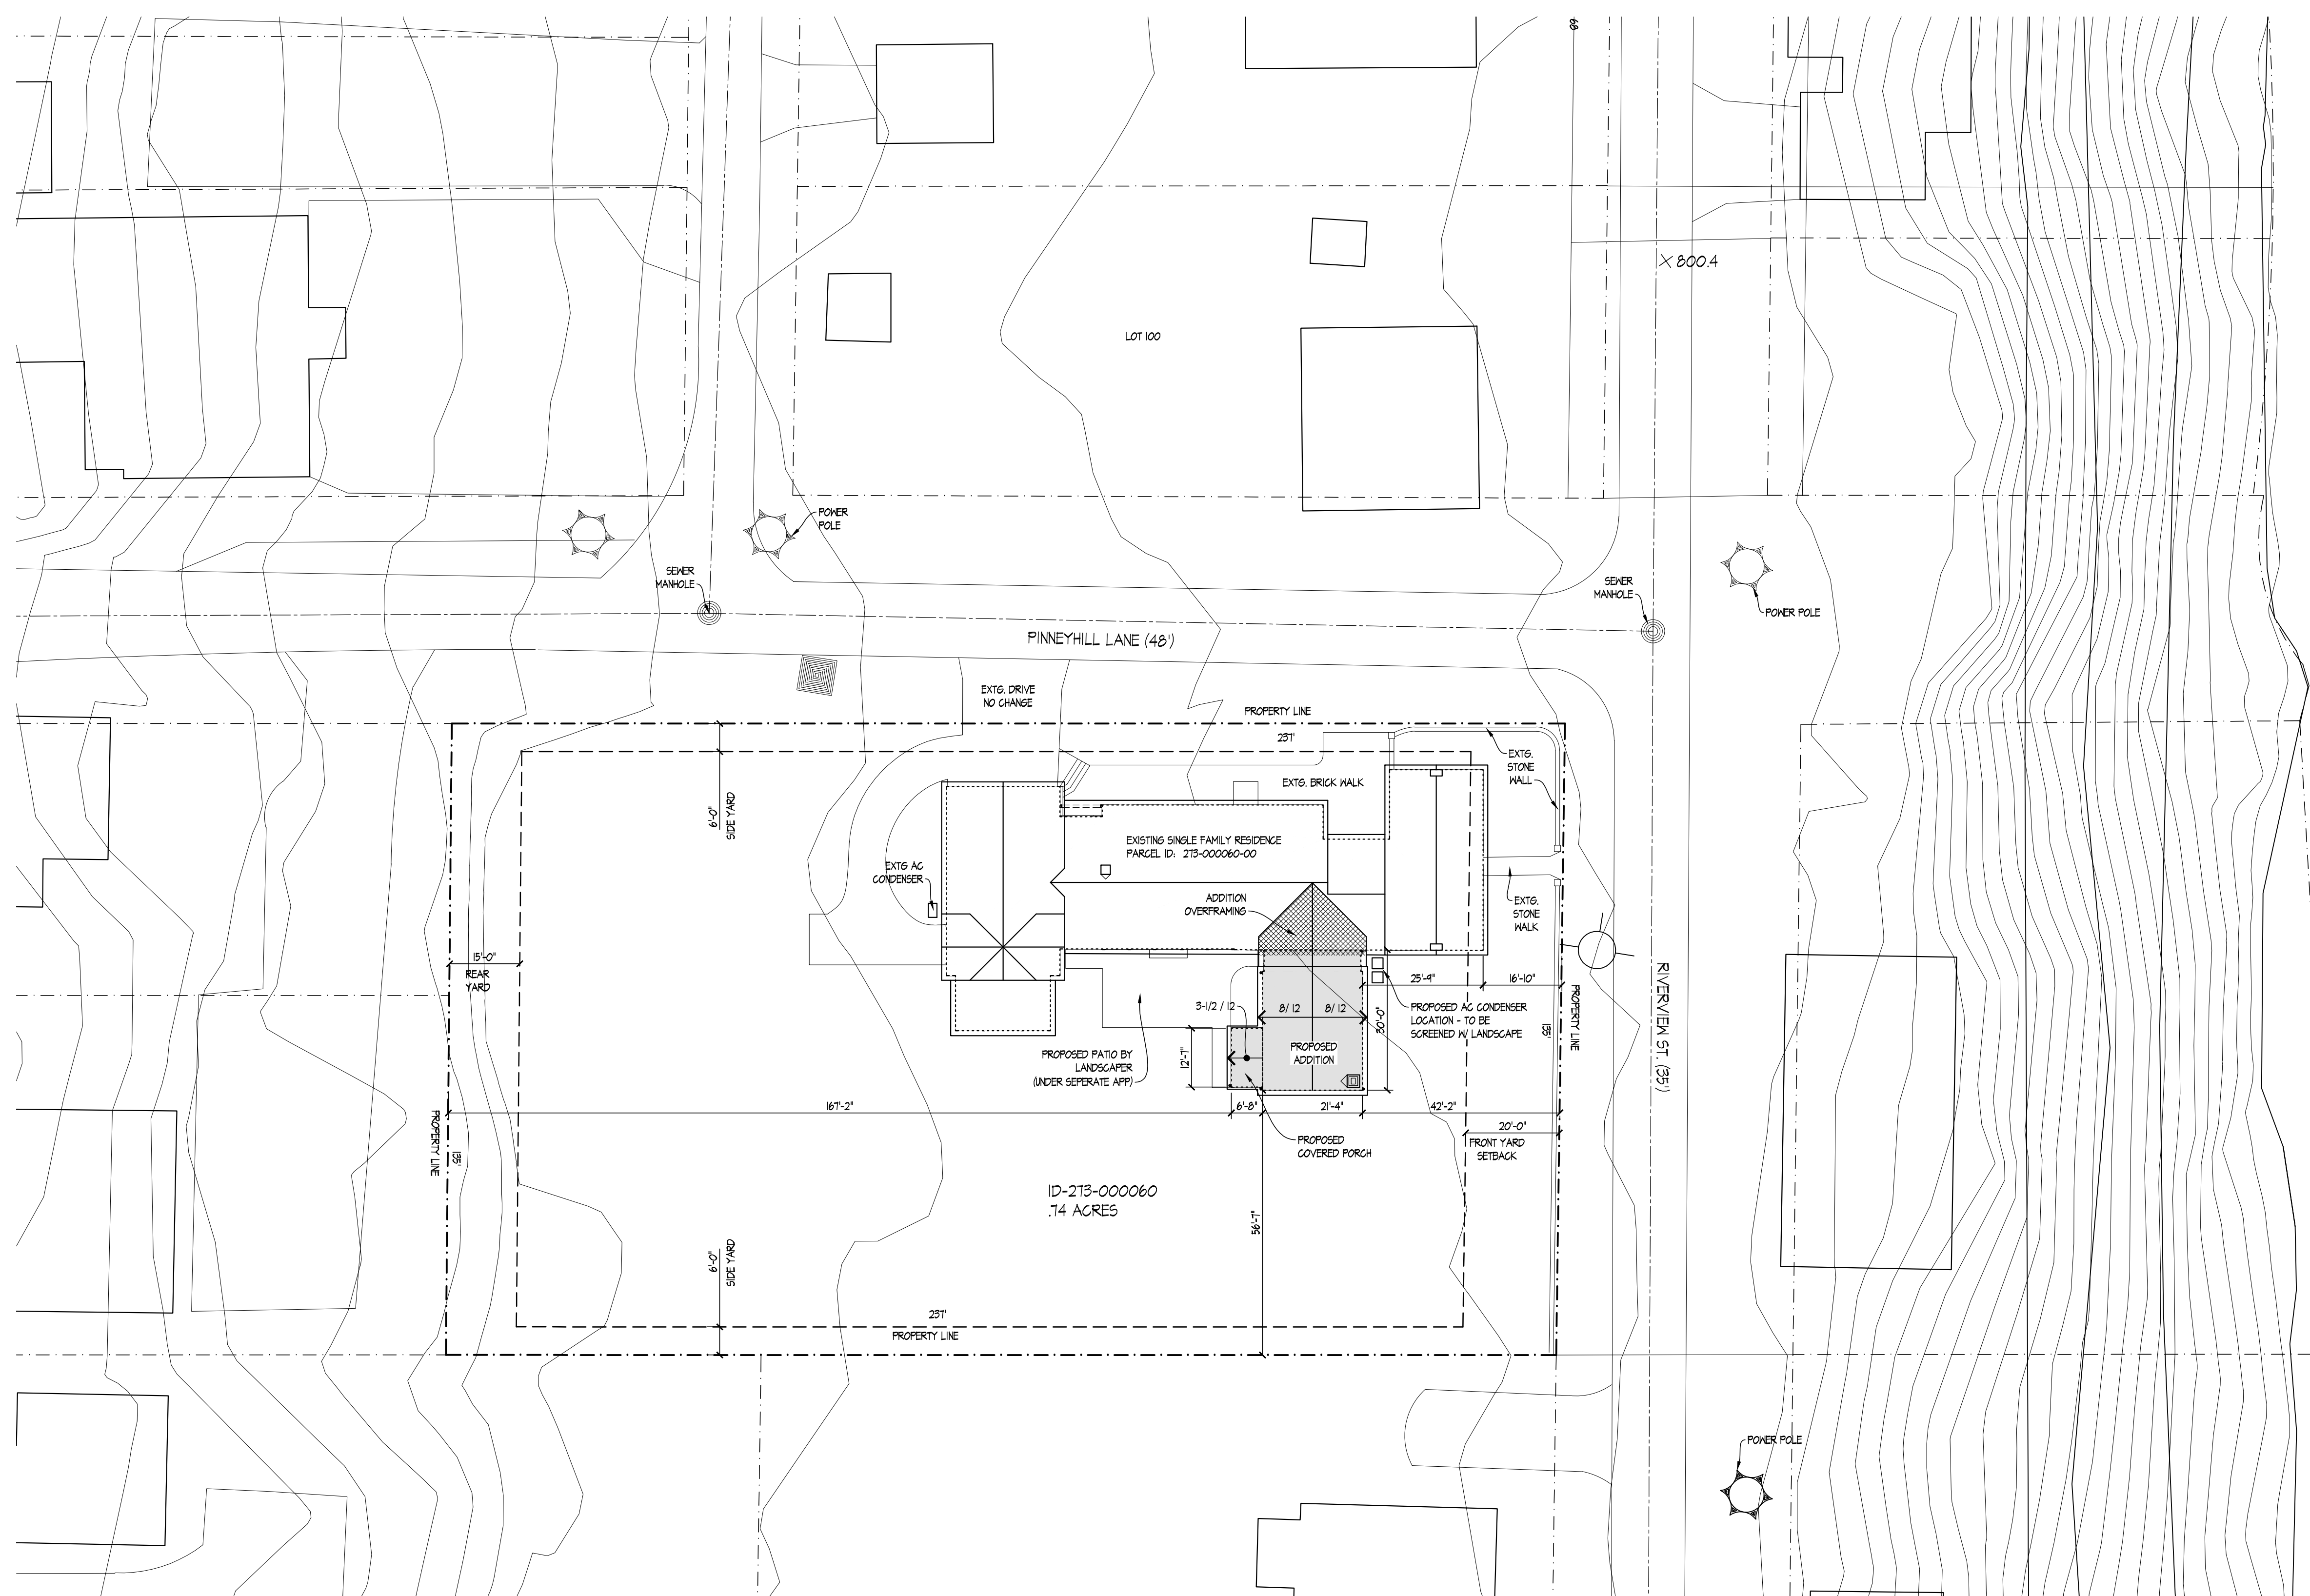 89
X 800.4
LOT 100
POWER
POLE
SEWER
MANHOLE
SEWER
MANHOLE
POWER POLE
PINNEYHILL LANE (48')
EXTG. DRIVE
NO CHANGE
PROPERTY LINE
237'
EXTG.
STONE
WALL
EXTG. BRICK WALK
6'-0"
SIDE YARD
EXISTING SINGLE FAMILY RESIDENCE
PARCEL ID: 273-000060-00
EXTG AC
CONDENSER
ADDITION
OVERFRAMING
EXTG.
STONE
WALK
15'-0"
REAR
YARD
25'-9"
16'-10"
3-1/2 / 12
8/ 12
8/ 12
30'-0"
PROPOSED AC CONDENSER
LOCATION - TO BE
SCREENED W/ LANDSCAPE
135'
PROPERTY LINE
RIVERVIEW ST. (35')
PROPOSED
ADDITION
PROPOSED PATIO BY
LANDSCAPER
(UNDER SEPERATE APP)
12'-7"
167'-2"
6'-8"
21'-4"
42'-2"
20'-0"
FRONT YARD
SETBACK
PROPOSED
COVERED PORCH
PROPERTY LINE
135'
ID-273-000060
.74 ACRES
56'-7"
6'-0"
SIDE YARD
237'
PROPERTY LINE
POWER POLE